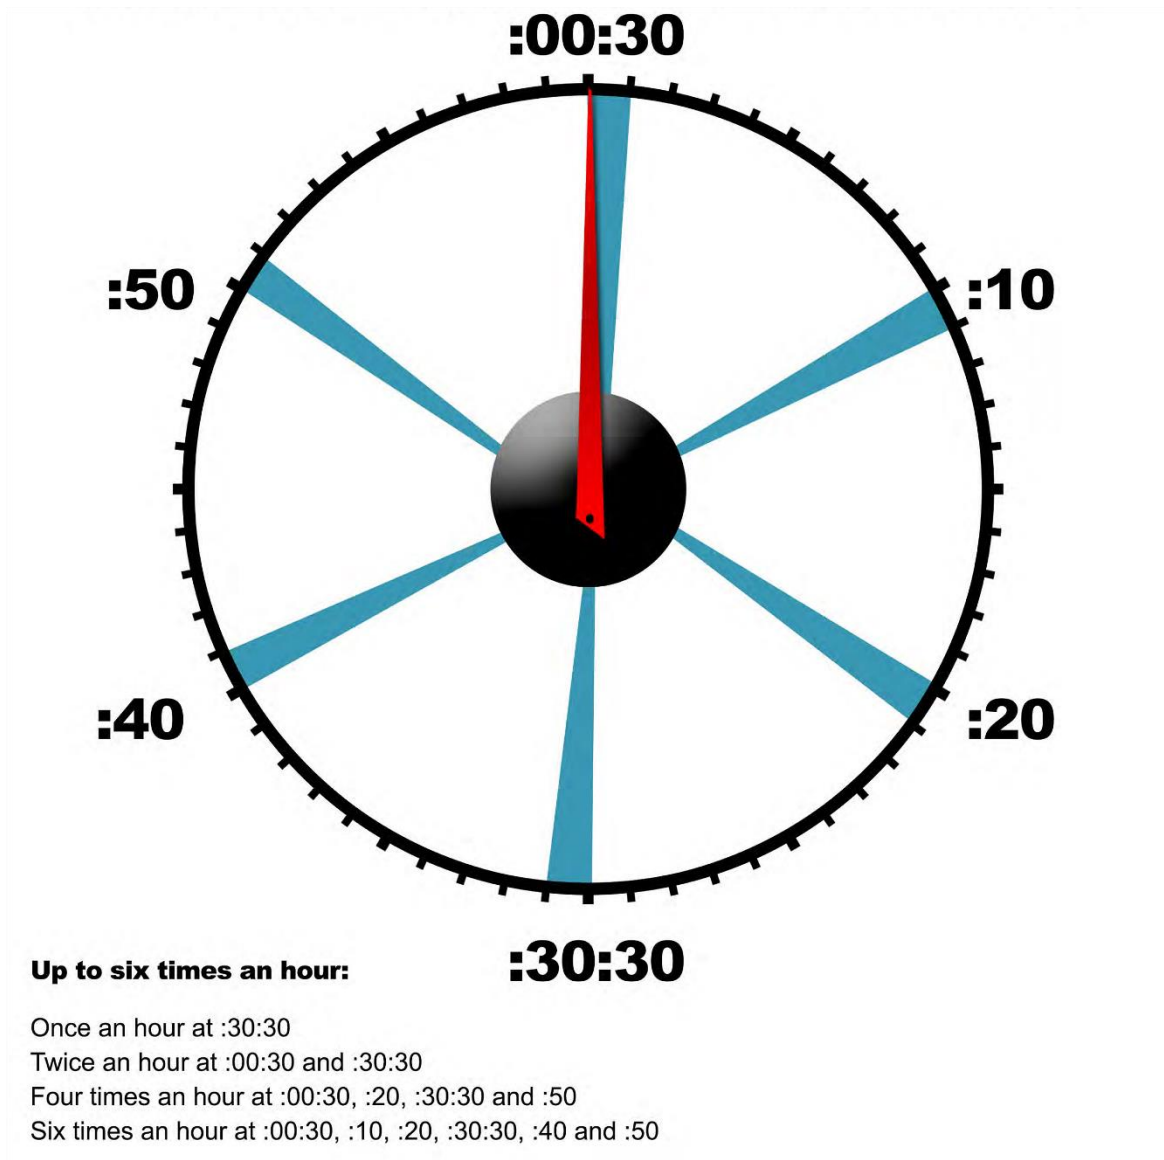 :00:30
:50
:10
:40
:20
:30:30
Up to six times an hour:
Once an hour at :30:30
Twice an hour at :00:30 and :30:30
Four times an hour at :00:30, :20, :30:30 and :50
Six times an hour at :00:30, :10, :20, :30:30, :40 and :50